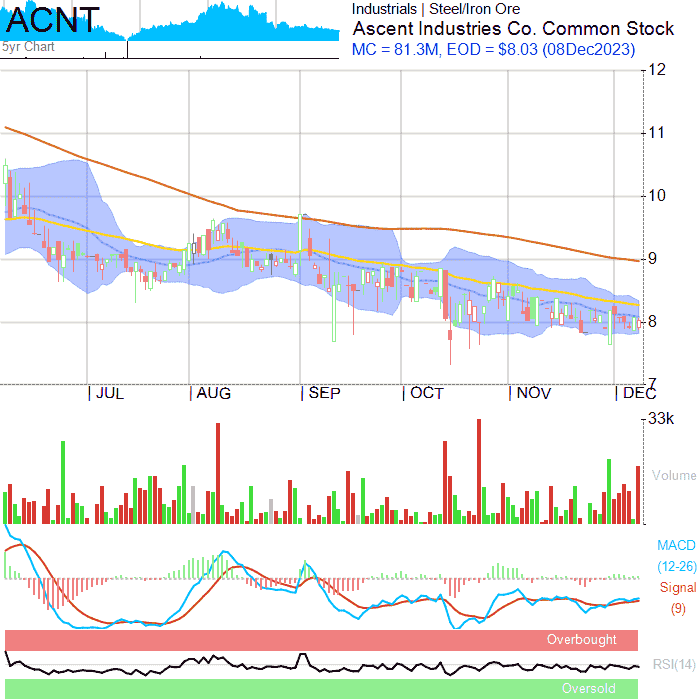 ACNT
5yr Chart
Industrials | Steel/Iron Ore
Ascent Industries Co. Common Stock
MC = 81.3M, EOD = $8.03 (08Dec2023)
12
11
10
9
8
7
JUL AUG SEP OCT NOV DEC
33k
Volume
MACD
(12-26)
Signal
(9)
Overbought
RSI(14)
Oversold